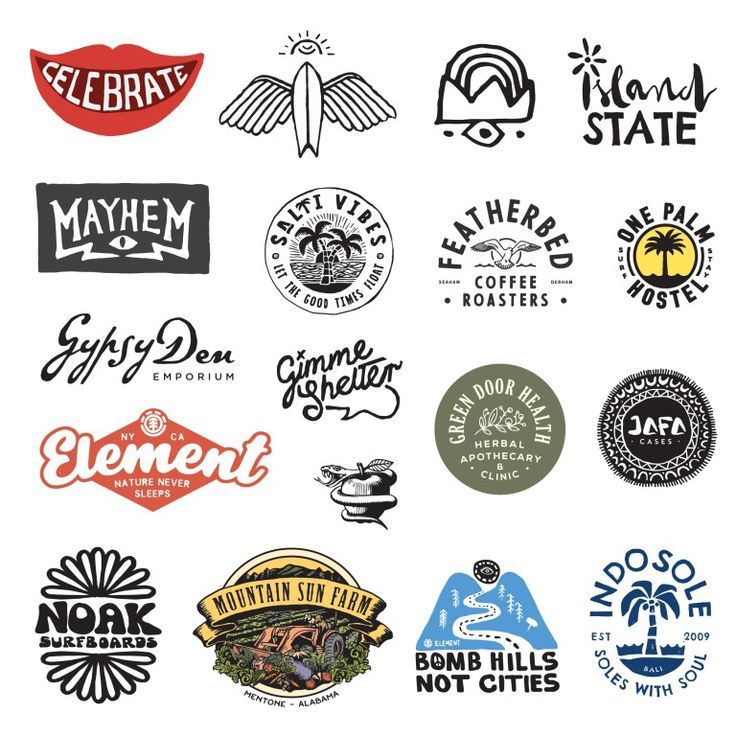 CELEBRATE
island
STATE
MAYHEM
SALTI VIBES
LET THE GOOD TIMES FLOAT
FEATHERBED
SEAHAM
DERHAM
COFFEE
ROASTERS
ONE PALM
SURF
STAY
HOSTEL
Gypsy Den
EMPORIUM
Gimme
Shelter
GREEN DOOR HEALTH
HERBAL
APOTHECARY
&
CLINIC
JAFA
CASES
NY
CA
Element
NATURE NEVER
SLEEPS
NOAK
SURFBOARDS
MOUNTAIN SUN FARM
MENTONE - ALABAMA
ELEMENT
BOMB HILLS
NOT CITIES
INDOSOLE
EST
2009
BALI
SOLES WITH SOUL